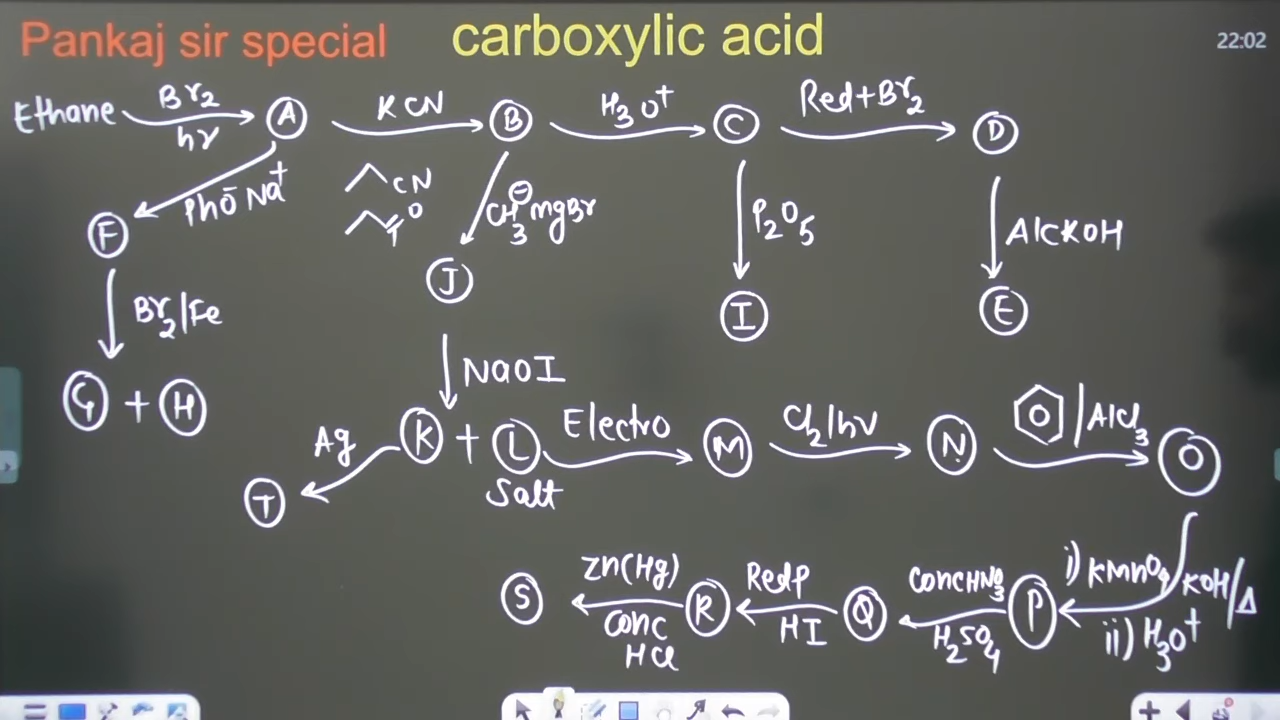 Pankaj sir special carboxylic acid
22:02
Ethane Br2 hν A KCN B H3O+ C Red+Br2 D
PhO⁻Na+ F
CN
O
CH3⊖MgBr J
P2O5 I
AlcKOH E
Br2/Fe
G + H
NaOI
Ag K + L Electro M Cl2/hν N O/AlCl3 O
Salt
T
i) KMnO4/KOH/Δ
ii) H3O+
P ConcHNO3 H2SO4 Q RedP HI R Zn(Hg) Conc HCl S